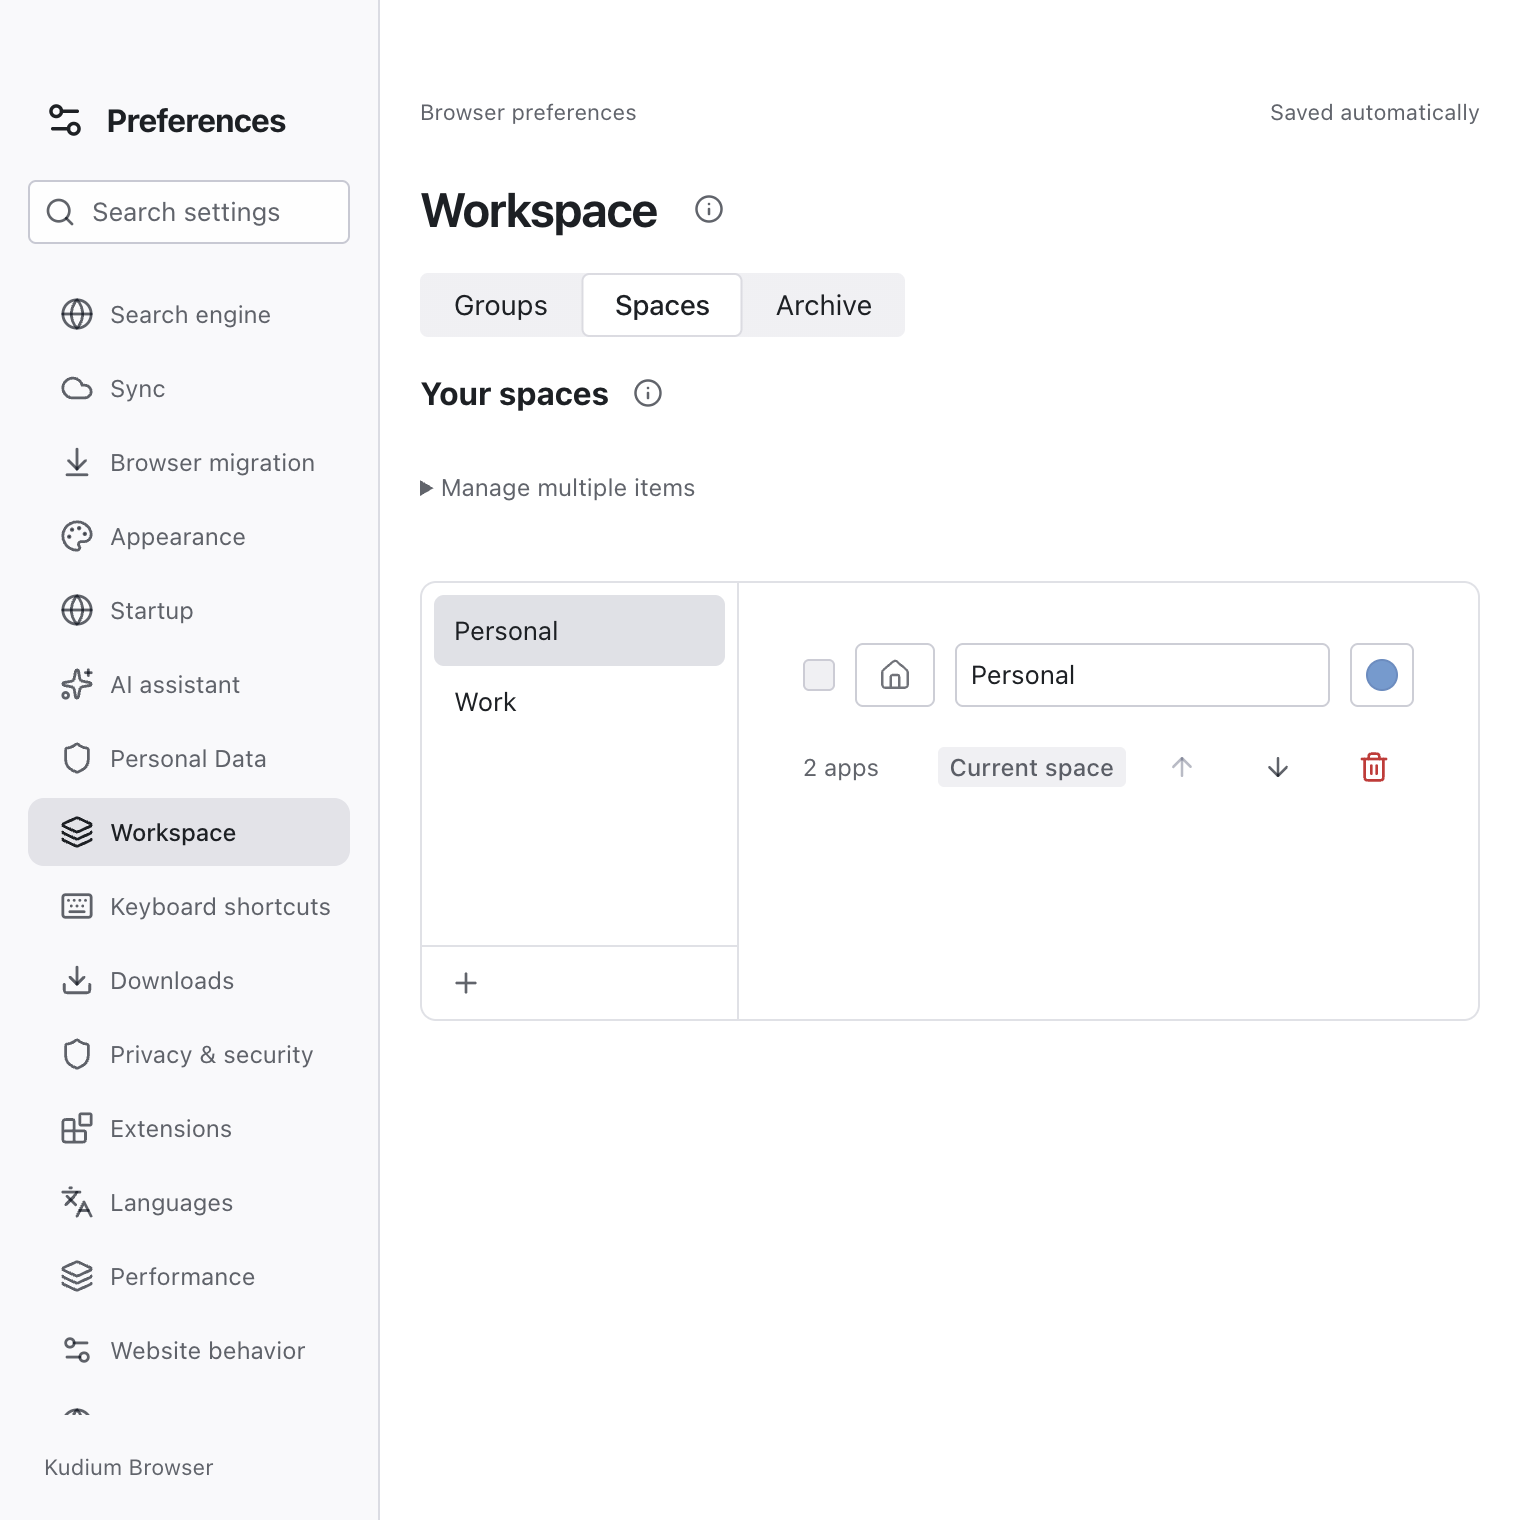 Preferences
Search settings
Search engine
Sync
Browser migration
Appearance
Startup
AI assistant
Personal Data
Workspace
Keyboard shortcuts
Downloads
Privacy & security
Extensions
Languages
Performance
Website behavior
Kudium Browser
Browser preferences
Saved automatically
Workspace
Groups Spaces Archive
Your spaces
Manage multiple items
Personal
Work
Personal
2 apps Current space